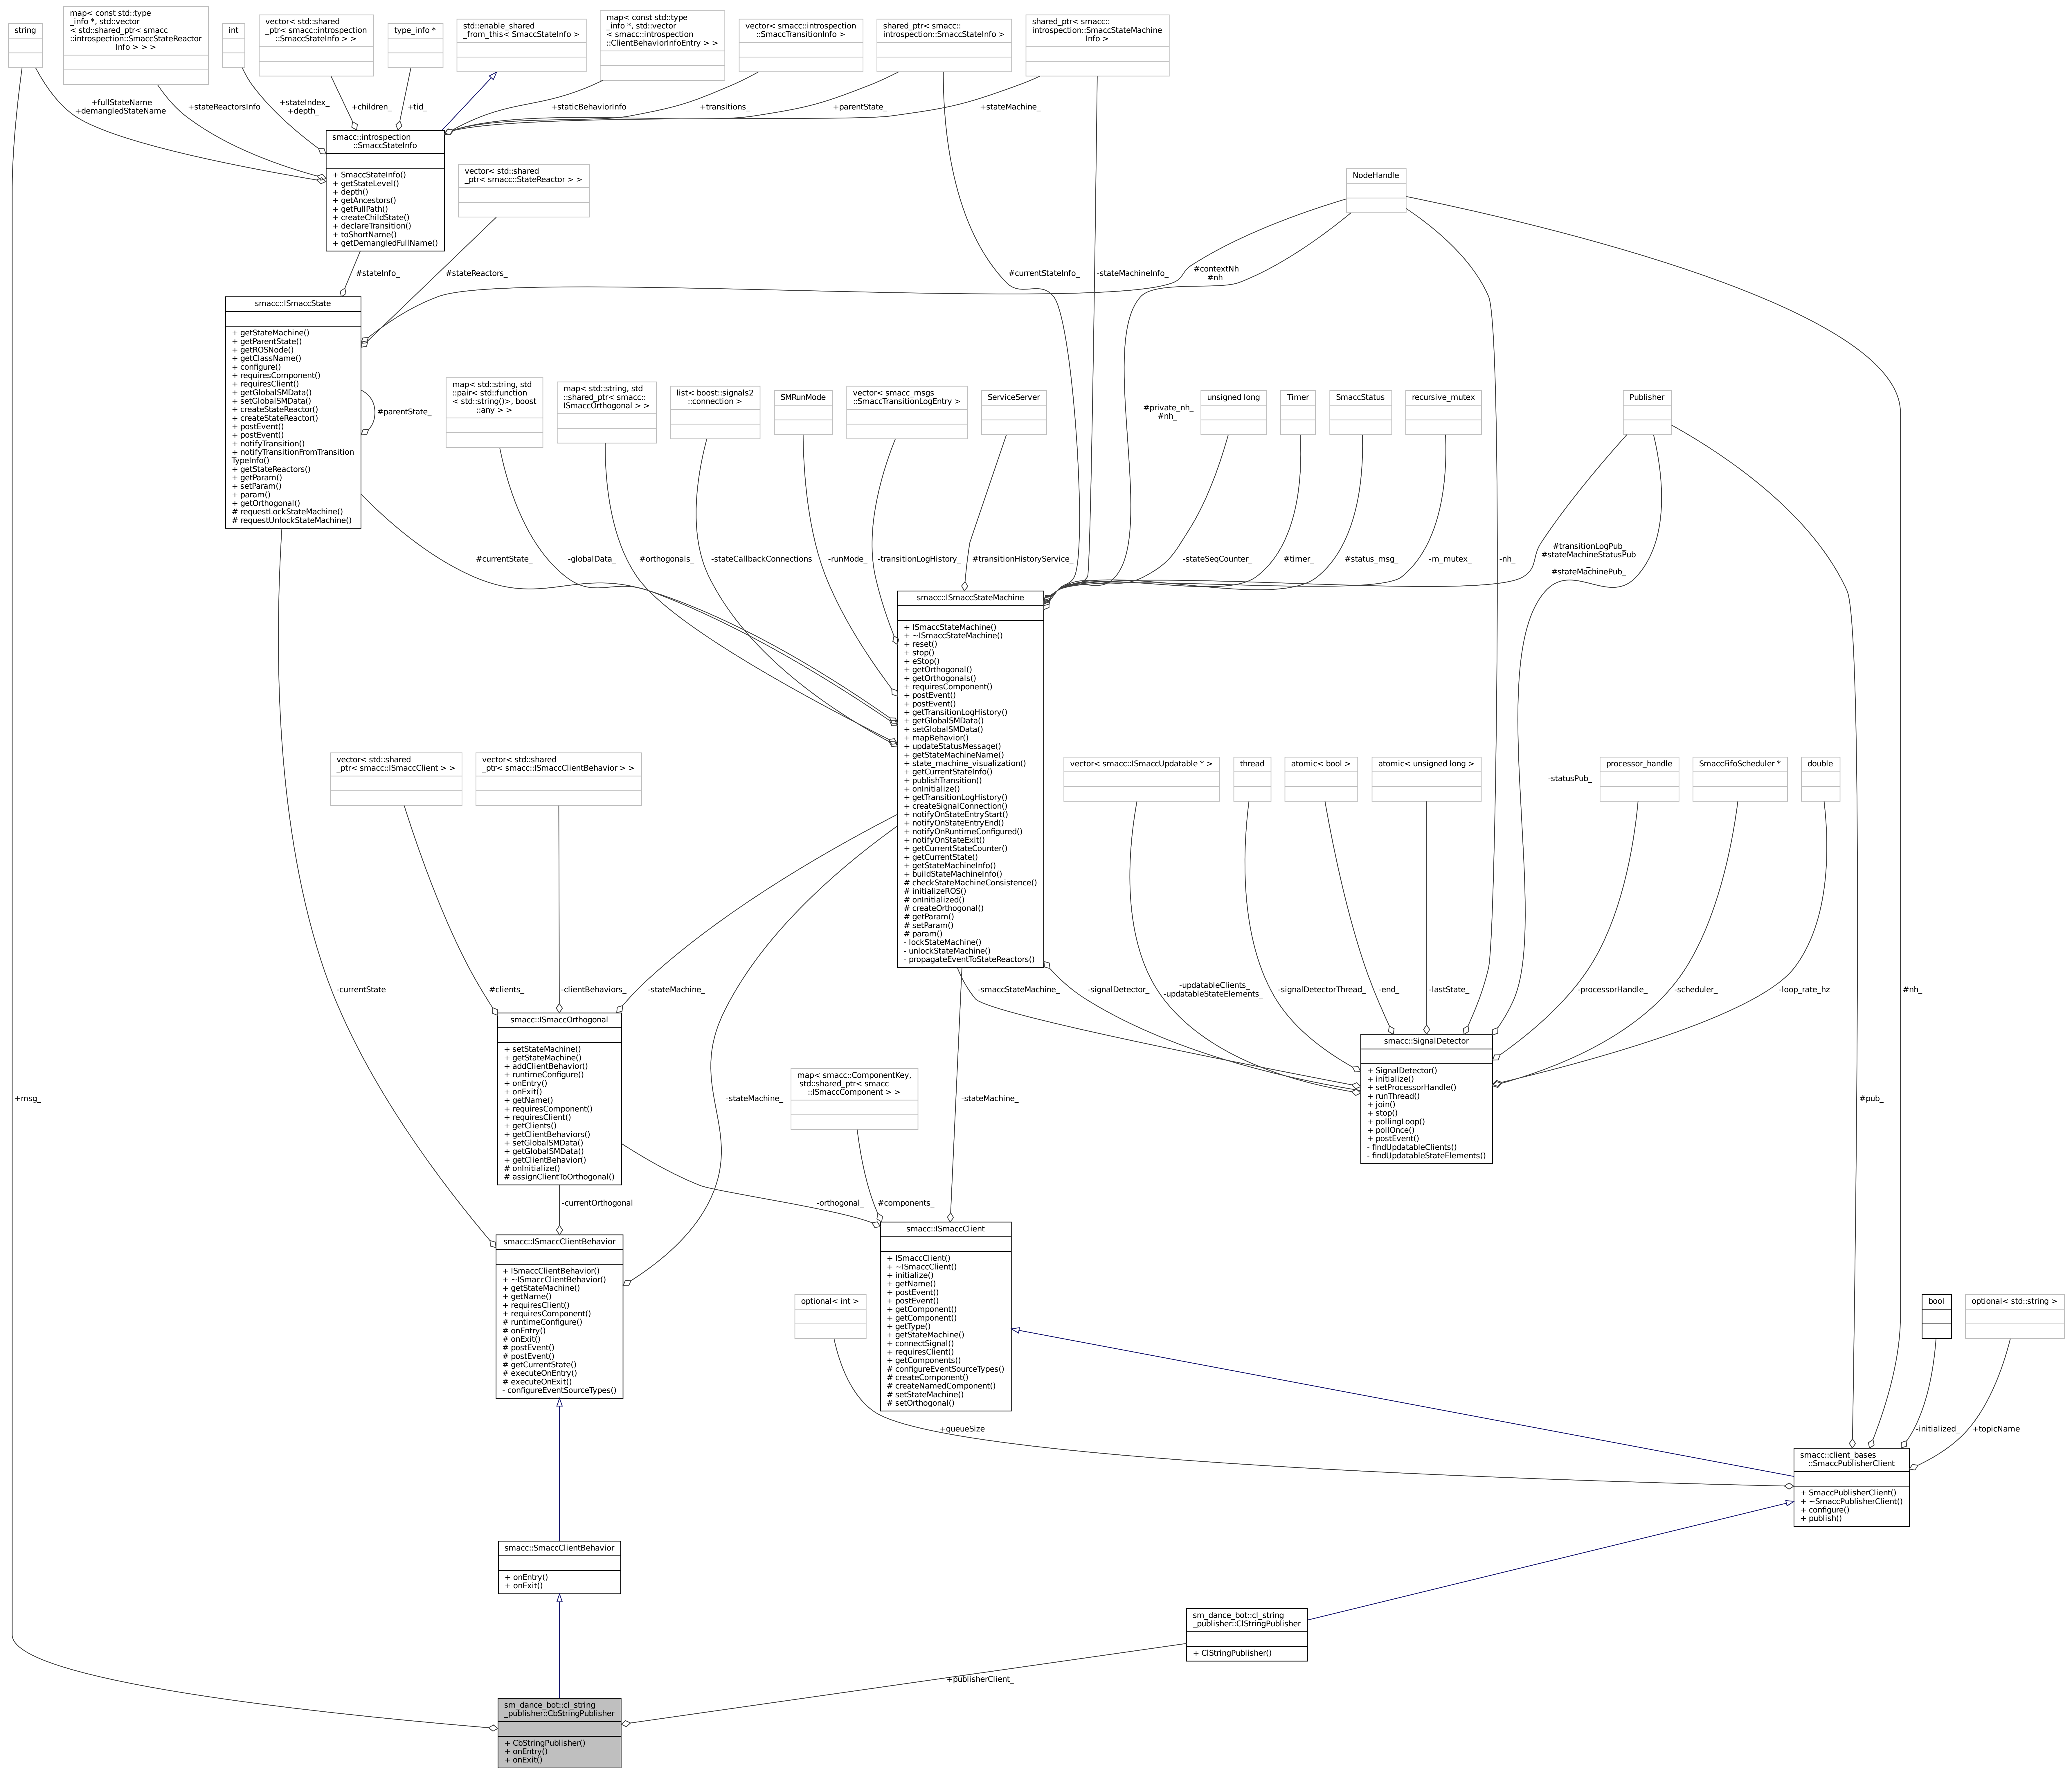 string
map< const std::type
_info *, std::vector
< std::shared_ptr< smacc
::introspection::SmaccStateReactor
Info > > >
int
vector< std::shared
_ptr< smacc::introspection
::SmaccStateInfo > >
type_info *
std::enable_shared
_from_this< SmaccStateInfo >
map< const std::type
_info *, std::vector
< smacc::introspection
::ClientBehaviorInfoEntry > >
vector< smacc::introspection
::SmaccTransitionInfo >
shared_ptr< smacc::
introspection::SmaccStateInfo >
shared_ptr< smacc::
introspection::SmaccStateMachine
Info >
+fullStateName
+demangledStateName
+stateReactorsInfo
+stateIndex_
+depth_
+children_
+tid_
+staticBehaviorInfo
+transitions_
+parentState_
+stateMachine_
smacc::introspection
::SmaccStateInfo
+ SmaccStateInfo()
+ getStateLevel()
+ depth()
+ getAncestors()
+ getFullPath()
+ createChildState()
+ declareTransition()
+ toShortName()
+ getDemangledFullName()
vector< std::shared
_ptr< smacc::StateReactor > >
NodeHandle
#stateInfo_
#stateReactors_
#currentStateInfo_
-stateMachineInfo_
#contextNh
#nh
smacc::ISmaccState
+ getStateMachine()
+ getParentState()
+ getROSNode()
+ getClassName()
+ configure()
+ requiresComponent()
+ requiresClient()
+ getGlobalSMData()
+ setGlobalSMData()
+ createStateReactor()
+ createStateReactor()
+ postEvent()
+ postEvent()
+ notifyTransition()
+ notifyTransitionFromTransition
TypeInfo()
+ getStateReactors()
+ getParam()
+ setParam()
+ param()
+ getOrthogonal()
# requestLockStateMachine()
# requestUnlockStateMachine()
#parentState_
map< std::string, std
::pair< std::function
< std::string()>, boost
::any > >
map< std::string, std
::shared_ptr< smacc::
ISmaccOrthogonal > >
list< boost::signals2
::connection >
SMRunMode
vector< smacc_msgs
::SmaccTransitionLogEntry >
ServiceServer
#private_nh_
#nh_
unsigned long
Timer
SmaccStatus
recursive_mutex
Publisher
#currentState_
-globalData_
#orthogonals_
-stateCallbackConnections
-runMode_
-transitionLogHistory_
#transitionHistoryService_
-stateSeqCounter_
#timer_
#status_msg_
-m_mutex_
-nh_
#transitionLogPub_
#stateMachineStatusPub
_
#stateMachinePub_
smacc::ISmaccStateMachine
+ ISmaccStateMachine()
+ ~ISmaccStateMachine()
+ reset()
+ stop()
+ eStop()
+ getOrthogonal()
+ getOrthogonals()
+ requiresComponent()
+ postEvent()
+ postEvent()
+ getTransitionLogHistory()
+ getGlobalSMData()
+ setGlobalSMData()
+ mapBehavior()
+ updateStatusMessage()
+ getStateMachineName()
+ state_machine_visualization()
+ getCurrentStateInfo()
+ publishTransition()
+ onInitialize()
+ getTransitionLogHistory()
+ createSignalConnection()
+ notifyOnStateEntryStart()
+ notifyOnStateEntryEnd()
+ notifyOnRuntimeConfigured()
+ notifyOnStateExit()
+ getCurrentStateCounter()
+ getCurrentState()
+ getStateMachineInfo()
+ buildStateMachineInfo()
# checkStateMachineConsistence()
# initializeROS()
# onInitialized()
# createOrthogonal()
# getParam()
# setParam()
# param()
- lockStateMachine()
- unlockStateMachine()
- propagateEventToStateReactors()
vector< std::shared
_ptr< smacc::ISmaccClient > >
vector< std::shared
_ptr< smacc::ISmaccClientBehavior > >
vector< smacc::ISmaccUpdatable * >
thread
atomic< bool >
atomic< unsigned long >
-statusPub_
processor_handle
SmaccFifoScheduler *
double
-currentState
#clients_
-clientBehaviors_
-stateMachine_
-smaccStateMachine_
-signalDetector_
-updatableClients_
-updatableStateElements_
-signalDetectorThread_
-end_
-lastState_
-processorHandle_
-scheduler_
-loop_rate_hz
#nh_
smacc::ISmaccOrthogonal
+ setStateMachine()
+ getStateMachine()
+ addClientBehavior()
+ runtimeConfigure()
+ onEntry()
+ onExit()
+ getName()
+ requiresComponent()
+ requiresClient()
+ getClients()
+ getClientBehaviors()
+ setGlobalSMData()
+ getGlobalSMData()
+ getClientBehavior()
# onInitialize()
# assignClientToOrthogonal()
smacc::SignalDetector
+ SignalDetector()
+ initialize()
+ setProcessorHandle()
+ runThread()
+ join()
+ stop()
+ pollingLoop()
+ pollOnce()
+ postEvent()
- findUpdatableClients()
- findUpdatableStateElements()
map< smacc::ComponentKey,
std::shared_ptr< smacc
::ISmaccComponent > >
+msg_
-stateMachine_
-stateMachine_
#pub_
-currentOrthogonal
-orthogonal_
#components_
smacc::ISmaccClientBehavior
+ ISmaccClientBehavior()
+ ~ISmaccClientBehavior()
+ getStateMachine()
+ getName()
+ requiresClient()
+ requiresComponent()
# runtimeConfigure()
# onEntry()
# onExit()
# postEvent()
# postEvent()
# getCurrentState()
# executeOnEntry()
# executeOnExit()
- configureEventSourceTypes()
smacc::ISmaccClient
+ ISmaccClient()
+ ~ISmaccClient()
+ initialize()
+ getName()
+ postEvent()
+ postEvent()
+ getComponent()
+ getComponent()
+ getType()
+ getStateMachine()
+ connectSignal()
+ requiresClient()
+ getComponents()
# configureEventSourceTypes()
# createComponent()
# createNamedComponent()
# setStateMachine()
# setOrthogonal()
optional< int >
bool
optional< std::string >
+queueSize
-initialized_
+topicName
smacc::client_bases
::SmaccPublisherClient
+ SmaccPublisherClient()
+ ~SmaccPublisherClient()
+ configure()
+ publish()
smacc::SmaccClientBehavior
+ onEntry()
+ onExit()
sm_dance_bot::cl_string
_publisher::ClStringPublisher
+ ClStringPublisher()
+publisherClient_
sm_dance_bot::cl_string
_publisher::CbStringPublisher
+ CbStringPublisher()
+ onEntry()
+ onExit()